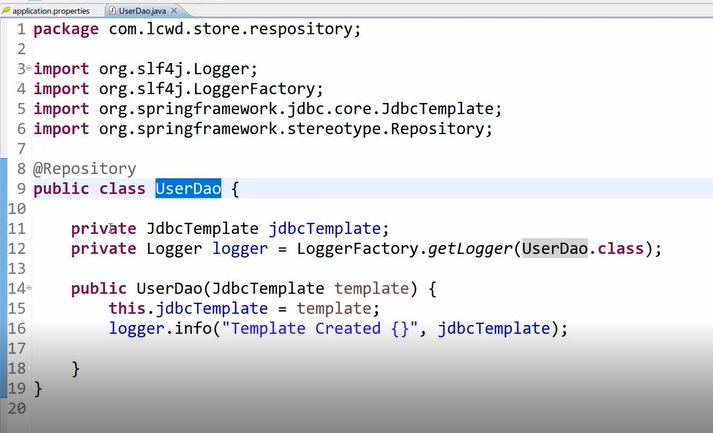 application.properties UserDao.java
1 package com.lcwd.store.respository;
2
3 import org.slf4j.Logger;
4 import org.slf4j.LoggerFactory;
5 import org.springframework.jdbc.core.JdbcTemplate;
6 import org.springframework.stereotype.Repository;
7
8 @Repository
9 public class UserDao {
10
11 private JdbcTemplate jdbcTemplate;
12 private Logger logger = LoggerFactory.getLogger(UserDao.class);
13
14 public UserDao(JdbcTemplate template) {
15 this.jdbcTemplate = template;
16 logger.info("Template Created {}", jdbcTemplate);
17
18 }
19 }
20